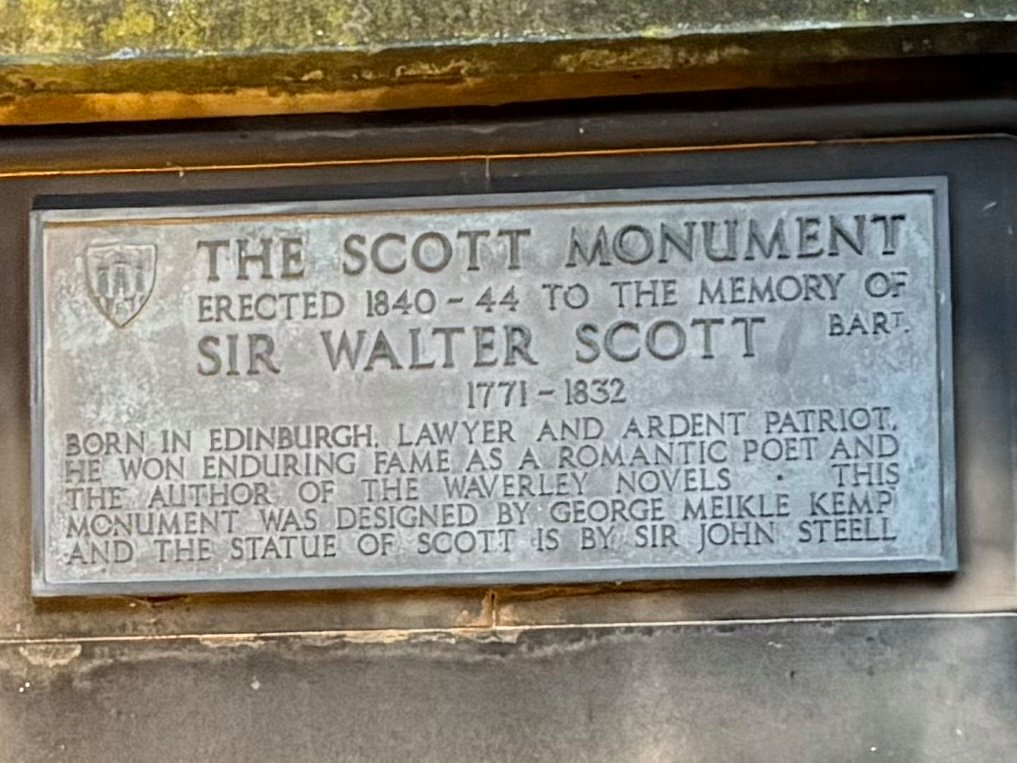 THE SCOTT MONUMENT
ERECTED 1840 - 44 TO THE MEMORY OF
SIR WALTER SCOTT BART.
1771 - 1832
BORN IN EDINBURGH. LAWYER AND ARDENT PATRIOT,
HE WON ENDURING FAME AS A ROMANTIC POET AND
THE AUTHOR OF THE WAVERLEY NOVELS · THIS
MONUMENT WAS DESIGNED BY GEORGE MEIKLE KEMP
AND THE STATUE OF SCOTT IS BY SIR JOHN STEELL